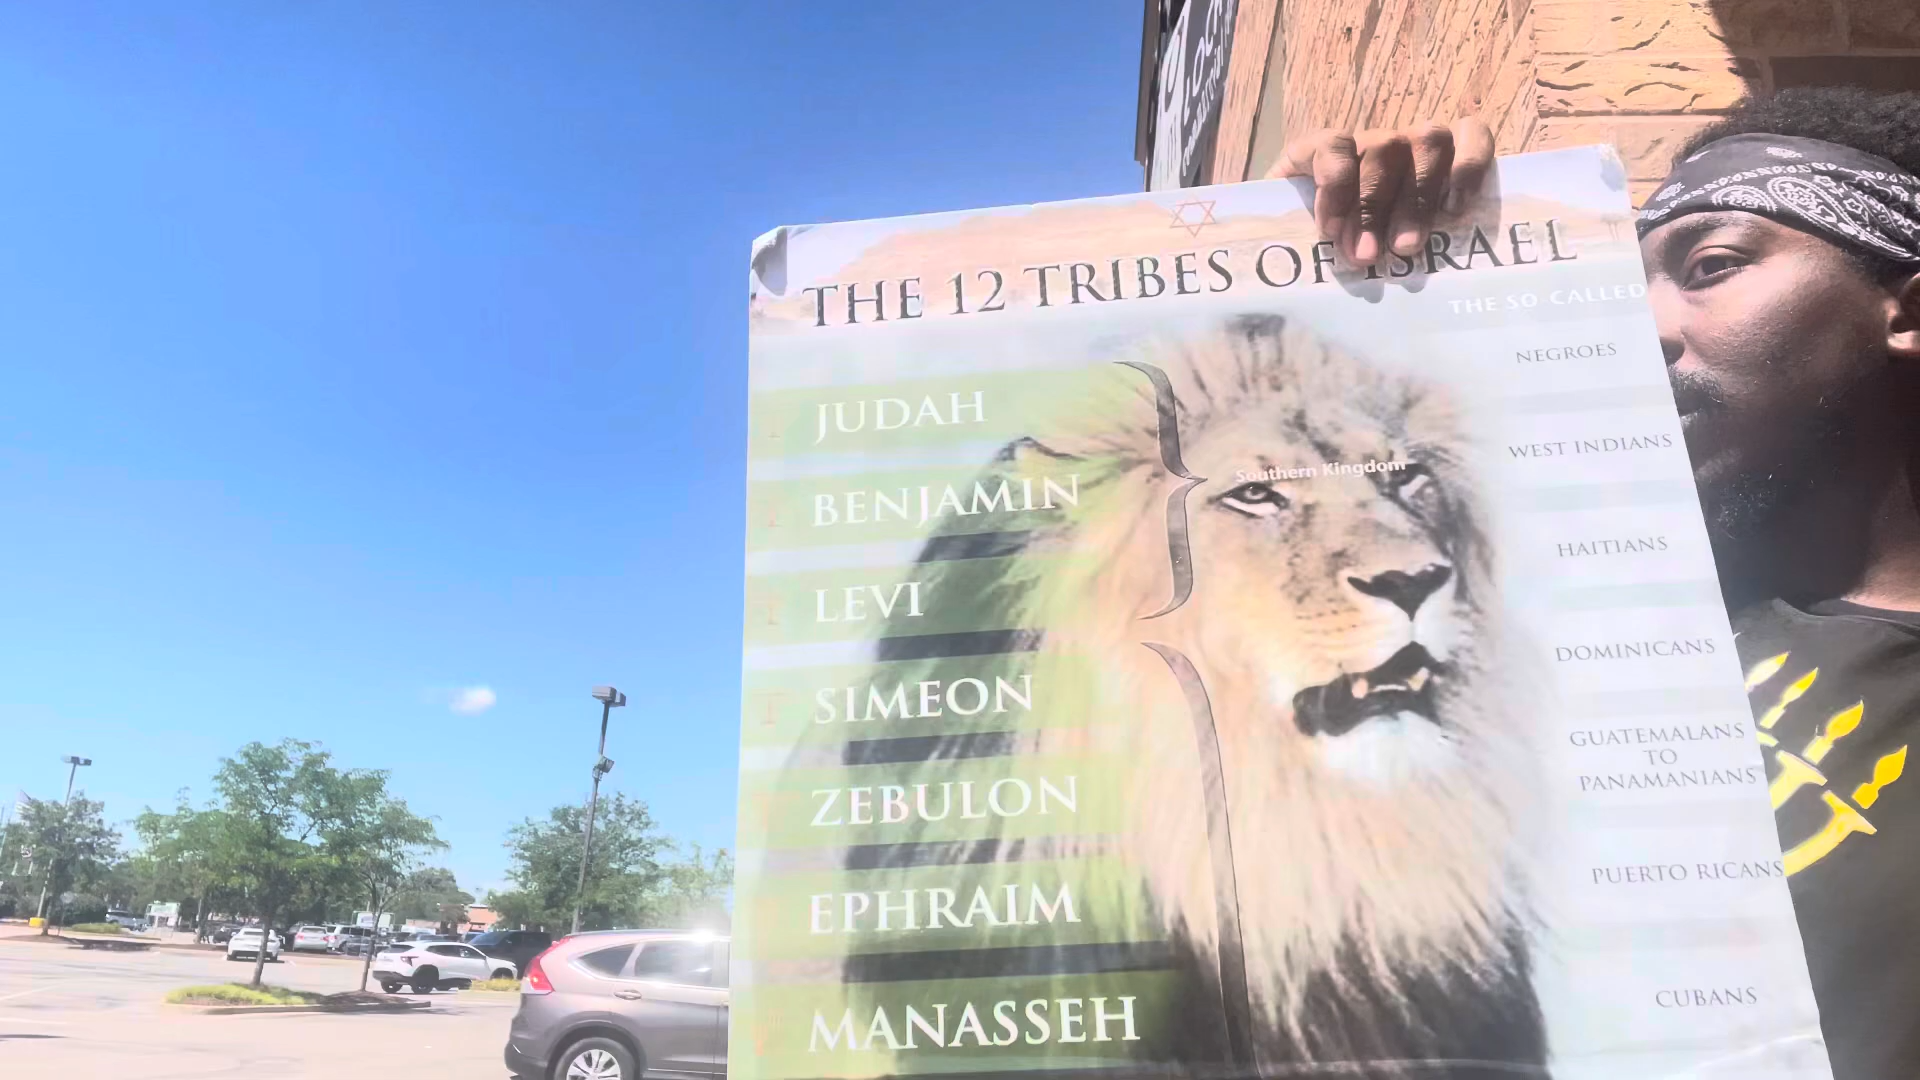 THE 12 TRIBES OF ISRAEL
THE SO CALLED
JUDAH
NEGROES
BENJAMIN
WEST INDIANS
Southern Kingdom
LEVI
HAITIANS
SIMEON
DOMINICANS
ZEBULON
GUATEMALANS
TO
PANAMANIANS
EPHRAIM
PUERTO RICANS
MANASSEH
CUBANS